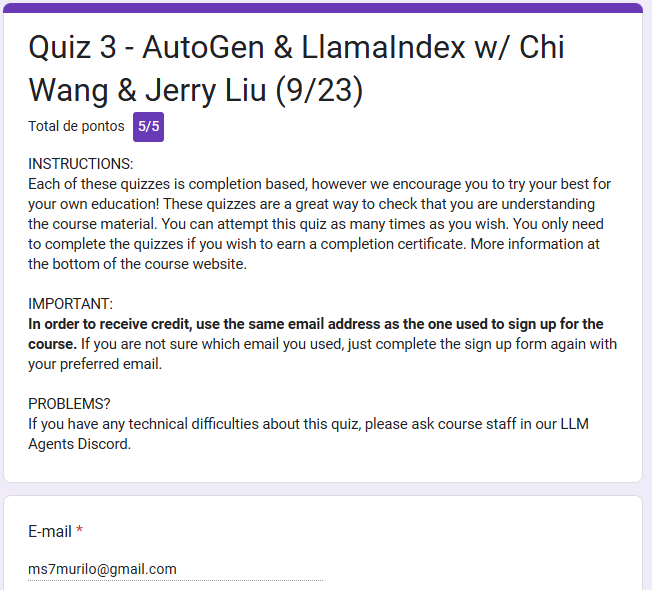 Quiz 3 - AutoGen & LlamaIndex w/ Chi
Wang & Jerry Liu (9/23)
Total de pontos 5/5
INSTRUCTIONS:
Each of these quizzes is completion based, however we encourage you to try your best for
your own education! These quizzes are a great way to check that you are understanding
the course material. You can attempt this quiz as many times as you wish. You only need
to complete the quizzes if you wish to earn a completion certificate. More information at
the bottom of the course website.
IMPORTANT:
In order to receive credit, use the same email address as the one used to sign up for the
course. If you are not sure which email you used, just complete the sign up form again with
your preferred email.
PROBLEMS?
If you have any technical difficulties about this quiz, please ask course staff in our LLM
Agents Discord.
E-mail *
ms7murilo@gmail.com